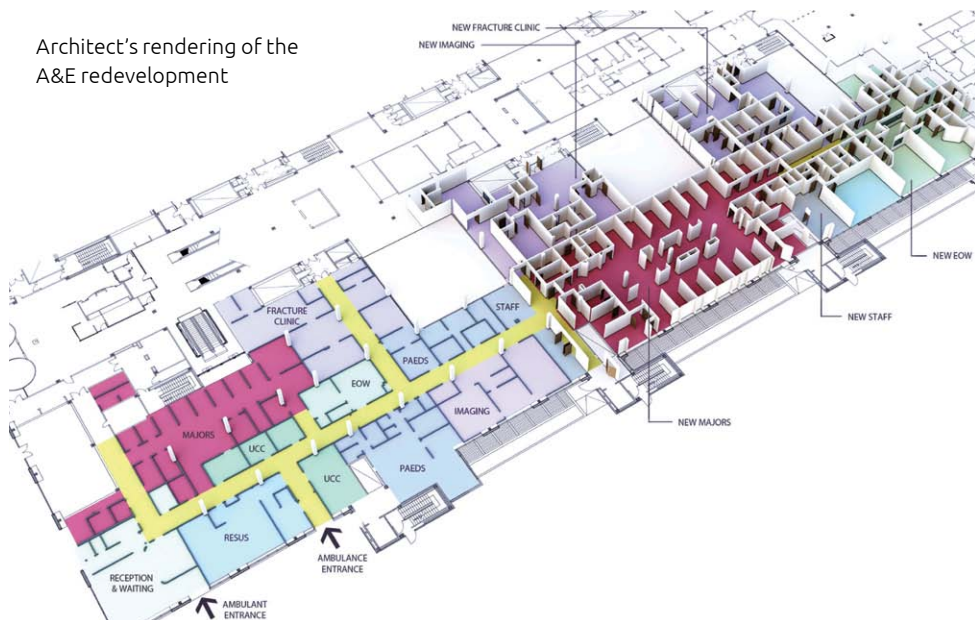 Architect's rendering of the
A&E redevelopment
NEW FRACTURE CLINIC
NEW IMAGING
NEW EOW
NEW STAFF
NEW MAJORS
FRACTURE
CLINIC
STAFF
PAEDS
EOW
IMAGING
MAJORS
UCC
PAEDS
UCC
RESUS
RECEPTION
& WAITING
AMBULANCE
ENTRANCE
AMBULANT
ENTRANCE